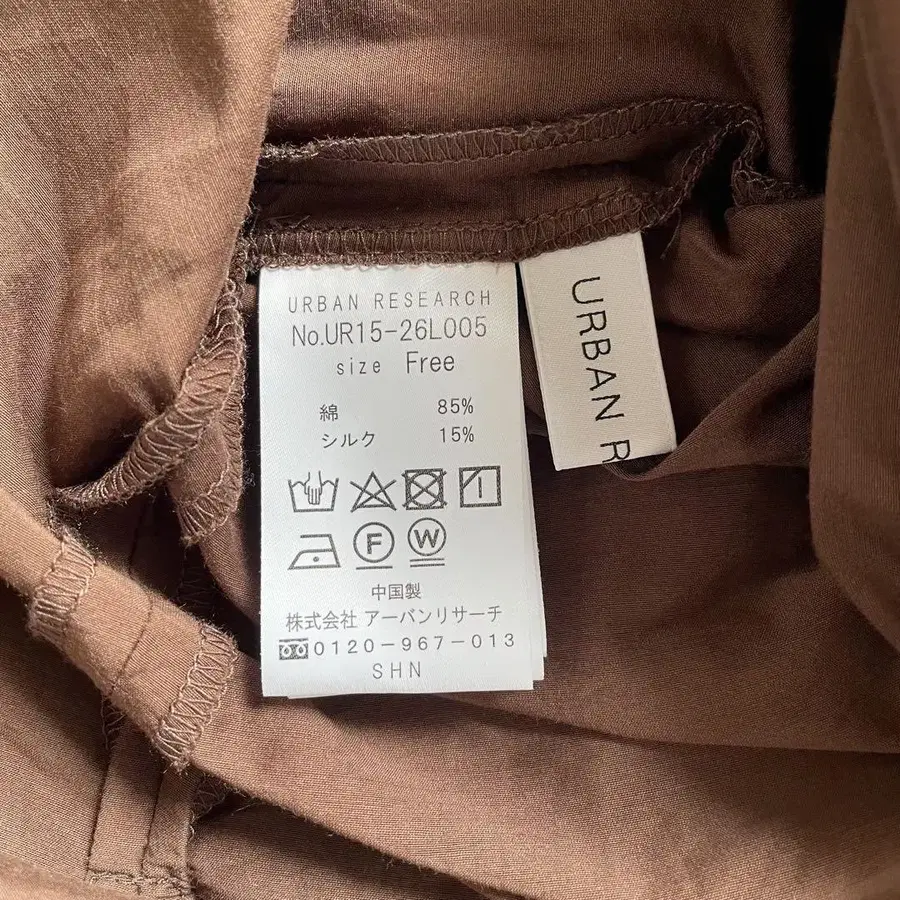 URBAN RESEARCH
No.UR15-26L005
size Free
綿 85%
シルク 15%
F W
中国製
株式会社 アーバンリサーチ
0120-967-013
SHN
URBAN R